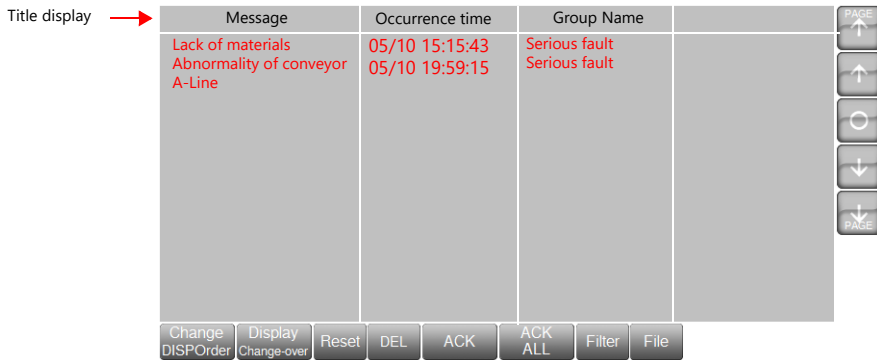 Title display
Message Occurrence time Group Name
Lack of materials 05/10 15:15:43 Serious fault
Abnormality of conveyor 05/10 19:59:15 Serious fault
A-Line
PAGE
PAGE
Change DISPOrder
Display Change-over
Reset
DEL
ACK
ACK ALL
Filter
File